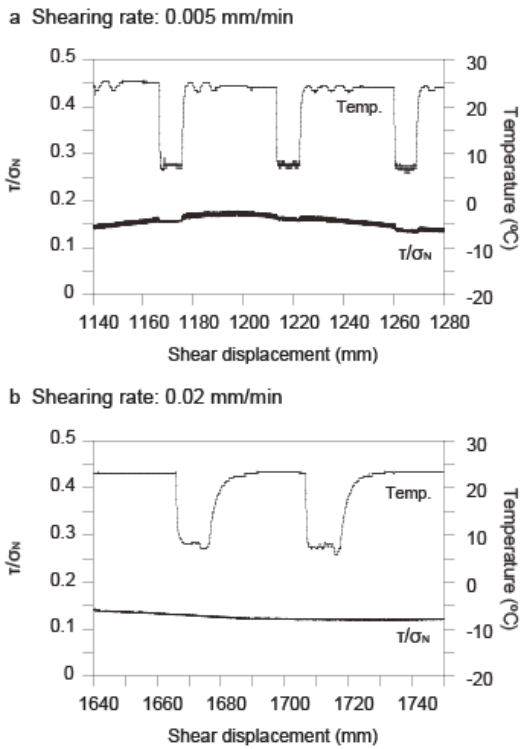 a Shearing rate: 0.005 mm/min
0.5
0.4
0.3
0.2
0.1
0
τ/σN
30
20
10
0
-10
-20
Temperature (ºC)
Temp.
τ/σN
1140 1160 1180 1200 1220 1240 1260 1280
Shear displacement (mm)
b Shearing rate: 0.02 mm/min
0.5
0.4
0.3
0.2
0.1
0
τ/σN
30
20
10
0
-10
-20
Temperature (ºC)
Temp.
τ/σN
1640 1660 1680 1700 1720 1740
Shear displacement (mm)